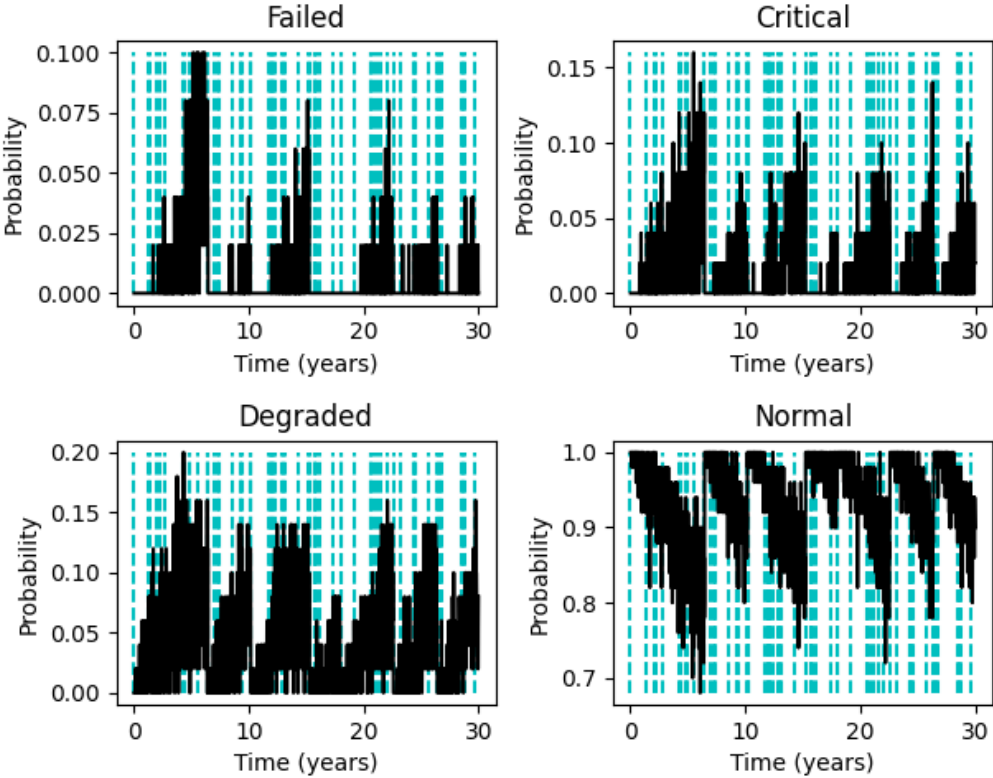 Failed
Critical
0.100
0.075
0.050
0.025
0.000
Probability
0 10 20 30
Time (years)
0.15
0.10
0.05
0.00
Probability
0 10 20 30
Time (years)
Degraded
Normal
0.20
0.15
0.10
0.05
0.00
Probability
0 10 20 30
Time (years)
1.0
0.9
0.8
0.7
Probability
0 10 20 30
Time (years)